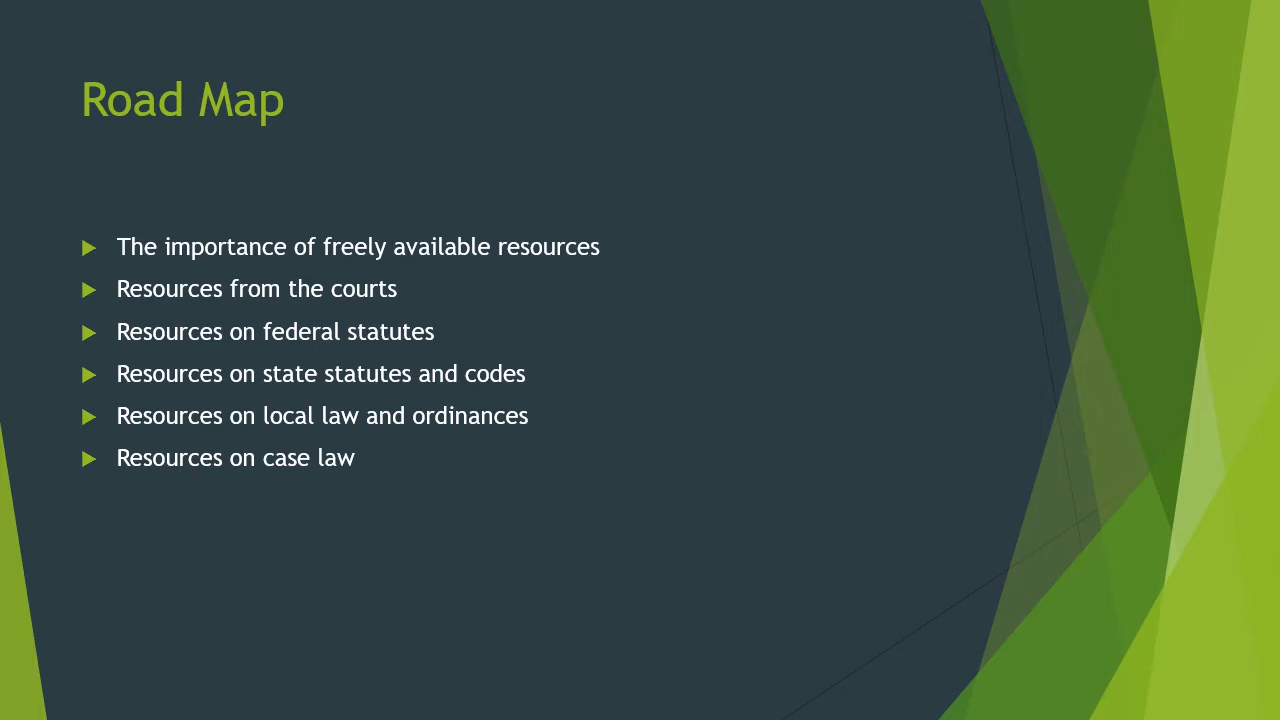 Road Map
The importance of freely available resources
Resources from the courts
Resources on federal statutes
Resources on state statutes and codes
Resources on local law and ordinances
Resources on case law